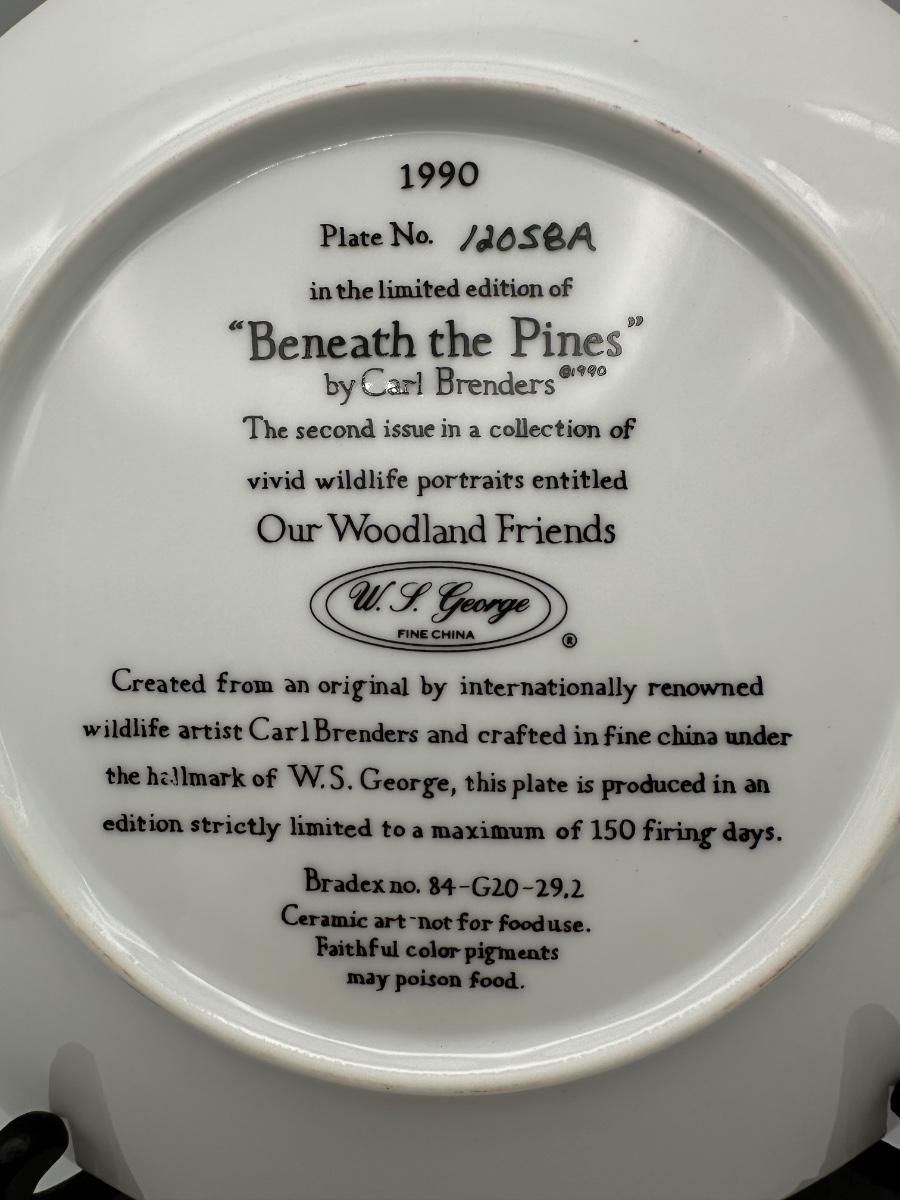 1990
Plate No. 12058A
in the limited edition of
“Beneath the Pines”
by Carl Brenders ©1990
The second issue in a collection of
vivid wildlife portraits entitled
Our Woodland Friends
W. S. George
FINE CHINA
®
Created from an original by internationally renowned
wildlife artist Carl Brenders and crafted in fine china under
the hallmark of W.S. George, this plate is produced in an
edition strictly limited to a maximum of 150 firing days.
Bradex no. 84-G20-29.2
Ceramic art-not for food use.
Faithful color pigments
may poison food.